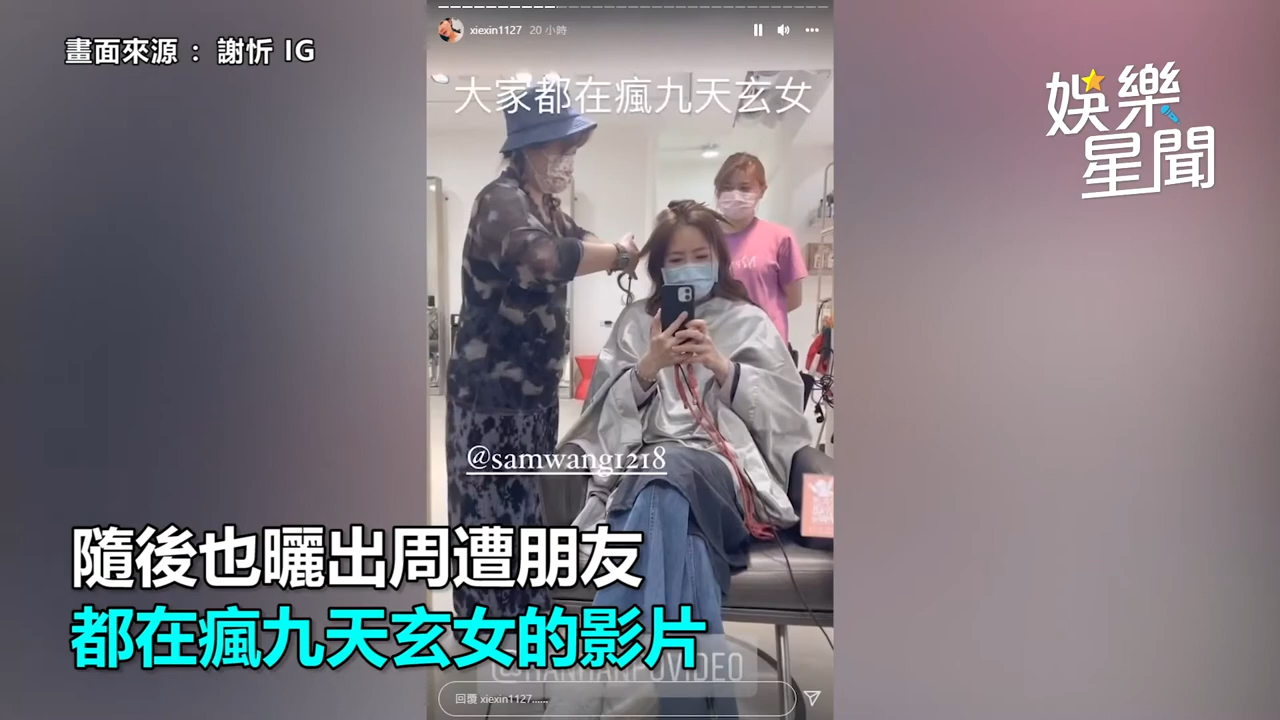 畫面來源 ： 謝忻 IG
xiexin1127 20 小時
娛樂
星聞
大家都在瘋九天玄女
@samwang1218
隨後也曬出周遭朋友
都在瘋九天玄女的影片
@HANHANPOVIDEO
回覆 xiexin1127......